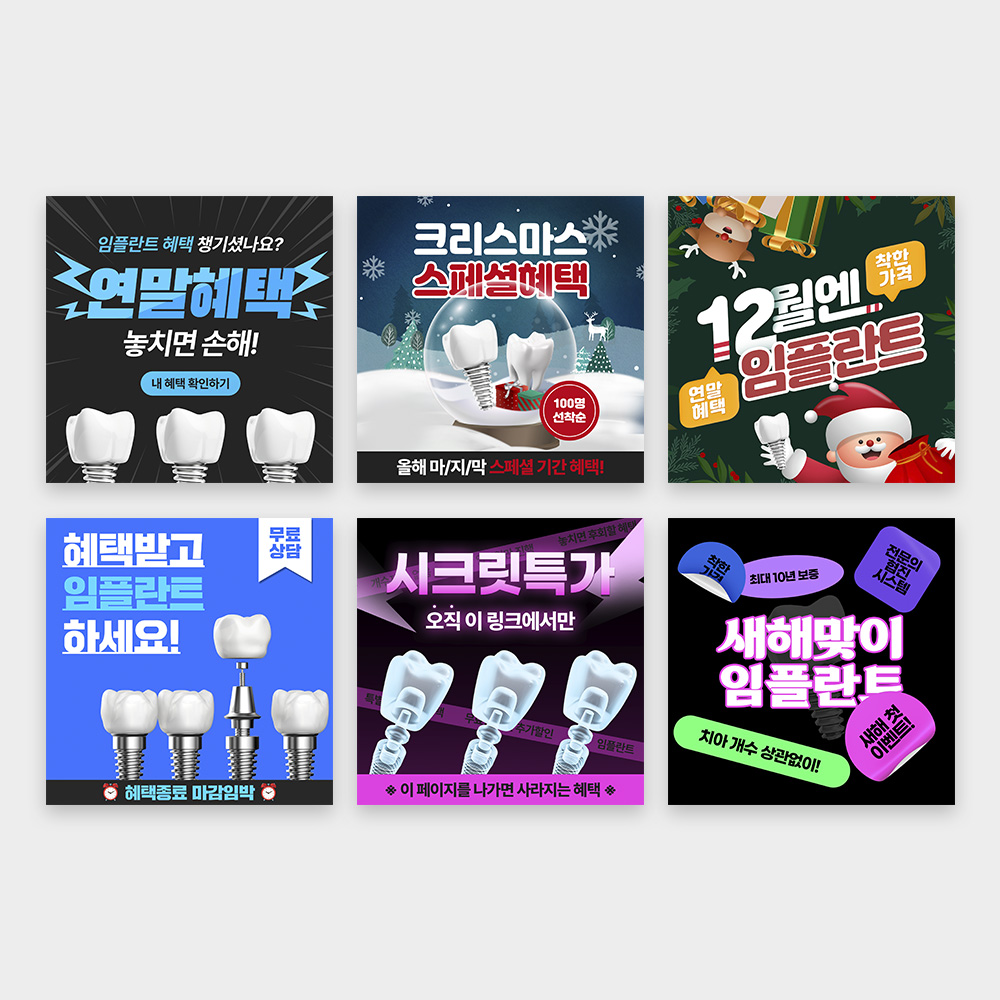 임플란트 혜택 챙기셨나요?
연말혜택
놓치면 손해!
내 혜택 확인하기
크리스마스
스페셜혜택
100명
선착순
올해 마/지/막 스페셜 기간 혜택!
착한
가격
12월엔
임플란트
연말
혜택
혜택받고
임플란트
하세요!
무료
상담
혜택종료 마감임박
놓치면 후회할 혜택
시크릿특가
오직 이 링크에서만
추가할인
임플란트
※ 이 페이지를 나가면 사라지는 혜택 ※
착한
가격
최대 10년 보증
전문의
협진
시스템
새해맞이
임플란트
새해 첫
이벤트!
치아 개수 상관없이!